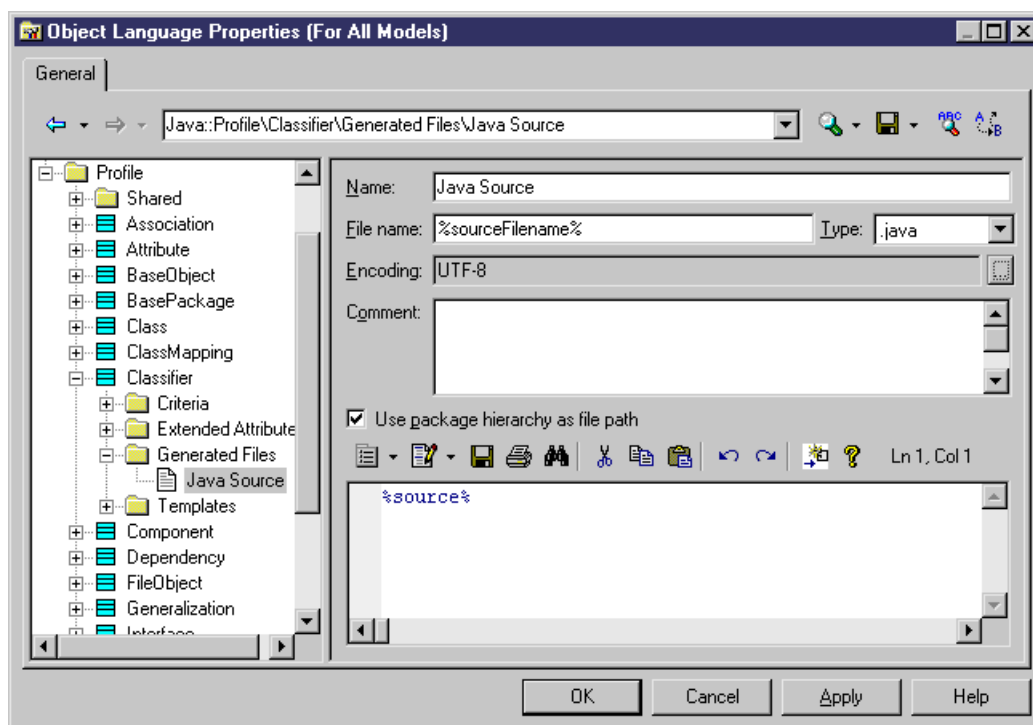 Object Language Properties (For All Models)
General
Java::Profile\Classifier\Generated Files\Java Source
ABC
A
B
Profile
Shared
Association
Attribute
BaseObject
BasePackage
Class
ClassMapping
Classifier
Criteria
Extended Attribute
Generated Files
Java Source
Templates
Component
Dependency
FileObject
Generalization
Interface
Name: Java Source
File name: %sourceFilename% Type: .java
Encoding: UTF-8
Comment:
Use package hierarchy as file path
Ln 1, Col 1
%source%
OK Cancel Apply Help